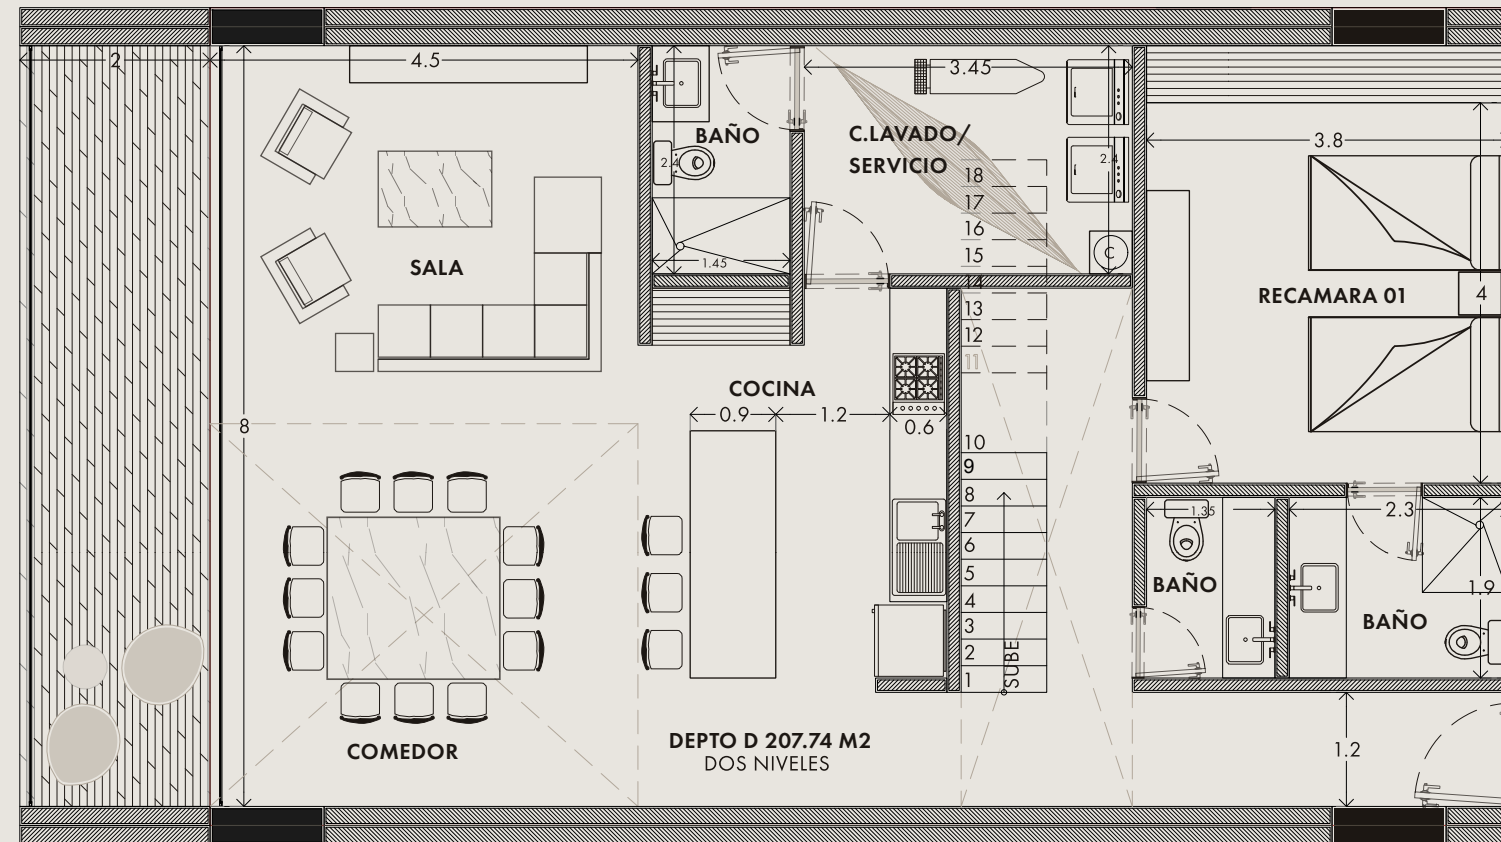 2
4.5
3.45
BAÑO
C.LAVADO/
SERVICIO
2.4
2.4
3.8
18
17
16
15
14
13
12
11
10
9
8
7
6
5
4
3
2
1
SUBE
1.45
C
SALA
RECAMARA 01
4
COCINA
0.9
1.2
0.6
8
1.35
2.3
BAÑO
1.9
BAÑO
COMEDOR
DEPTO D 207.74 M2
DOS NIVELES
1.2